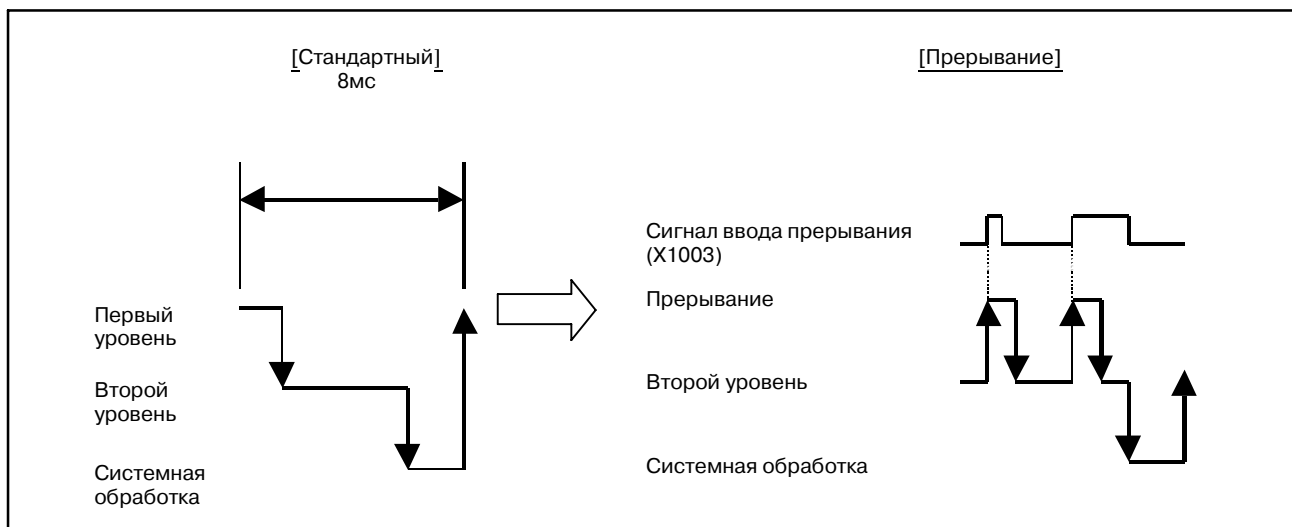 [Стандартный]
8мс
[Прерывание]
Сигнал ввода прерывания
(X1003)
Прерывание
Первый
уровень
Второй уровень
Второй
уровень
Системная обработка
Системная
обработка